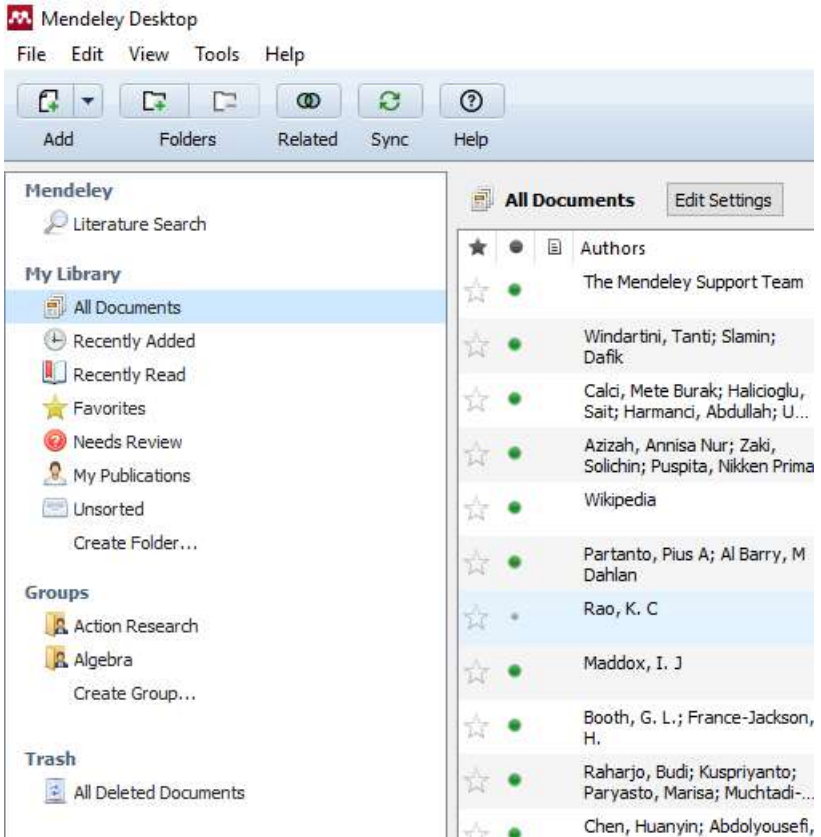 Mendeley Desktop
File Edit View Tools Help
Add Folders Related Sync Help
Mendeley
Literature Search
My Library
All Documents
Recently Added
Recently Read
Favorites
Needs Review
My Publications
Unsorted
Create Folder...
Groups
Action Research
Algebra
Create Group...
Trash
All Deleted Documents
All Documents Edit Settings
Authors
The Mendeley Support Team
Windartini, Tanti; Slamin;
Dafik
Calci, Mete Burak; Halicioglu,
Sait; Harmanci, Abdullah; U...
Azizah, Annisa Nur; Zaki,
Solichin; Puspita, Nikken Prima
Wikipedia
Partanto, Pius A; Al Barry, M
Dahlan
Rao, K. C
Maddox, I. J
Booth, G. L.; France-Jackson,
H.
Raharjo, Budi; Kuspriyanto;
Paryasto, Marisa; Muchtadi-...
Chen, Huanyin; Abdolyousefi,